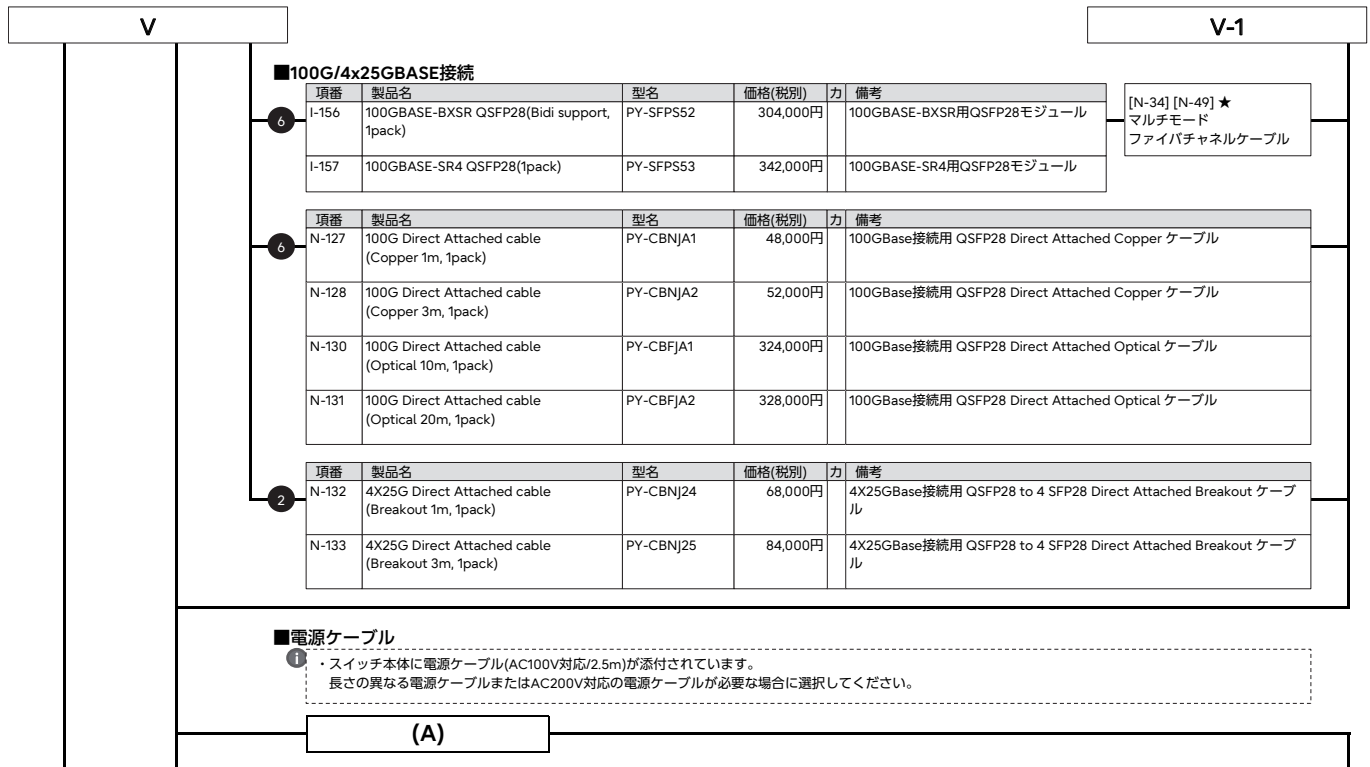 V
V-1
■100G/4x25GBASE接続
項番 製品名 型名 価格(税別) カ 備考
6
I-156 100GBASE-BXSR QSFP28(Bidi support, PY-SFPS52 304,000円 100GBASE-BXSR用QSFP28モジュール
1pack)
I-157 100GBASE-SR4 QSFP28(1pack) PY-SFPS53 342,000円 100GBASE-SR4用QSFP28モジュール
[N-34] [N-49] ★
マルチモード
ファイバチャネルケーブル
項番 製品名 型名 価格(税別) カ 備考
6
N-127 100G Direct Attached cable PY-CBNJA1 48,000円 100GBase接続用 QSFP28 Direct Attached Copper ケーブル
(Copper 1m, 1pack)
N-128 100G Direct Attached cable PY-CBNJA2 52,000円 100GBase接続用 QSFP28 Direct Attached Copper ケーブル
(Copper 3m, 1pack)
N-130 100G Direct Attached cable PY-CBFJA1 324,000円 100GBase接続用 QSFP28 Direct Attached Optical ケーブル
(Optical 10m, 1pack)
N-131 100G Direct Attached cable PY-CBFJA2 328,000円 100GBase接続用 QSFP28 Direct Attached Optical ケーブル
(Optical 20m, 1pack)
項番 製品名 型名 価格(税別) カ 備考
2
N-132 4X25G Direct Attached cable PY-CBNJ24 68,000円 4X25GBase接続用 QSFP28 to 4 SFP28 Direct Attached Breakout ケーブ
(Breakout 1m, 1pack) ル
N-133 4X25G Direct Attached cable PY-CBNJ25 84,000円 4X25GBase接続用 QSFP28 to 4 SFP28 Direct Attached Breakout ケーブ
(Breakout 3m, 1pack) ル
■電源ケーブル
i ・スイッチ本体に電源ケーブル(AC100V対応/2.5m)が添付されています。
長さの異なる電源ケーブルまたはAC200V対応の電源ケーブルが必要な場合に選択してください。
(A)